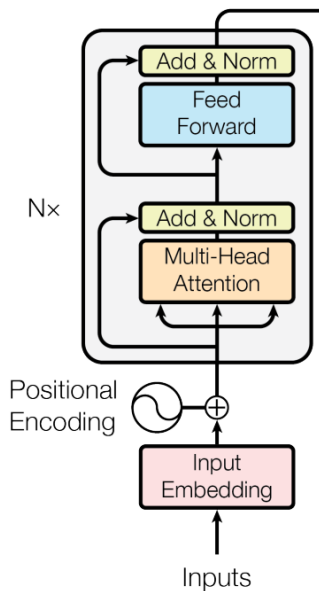 Add & Norm
Feed
Forward
N×
Add & Norm
Multi-Head
Attention
Positional
Encoding
Input
Embedding
Inputs